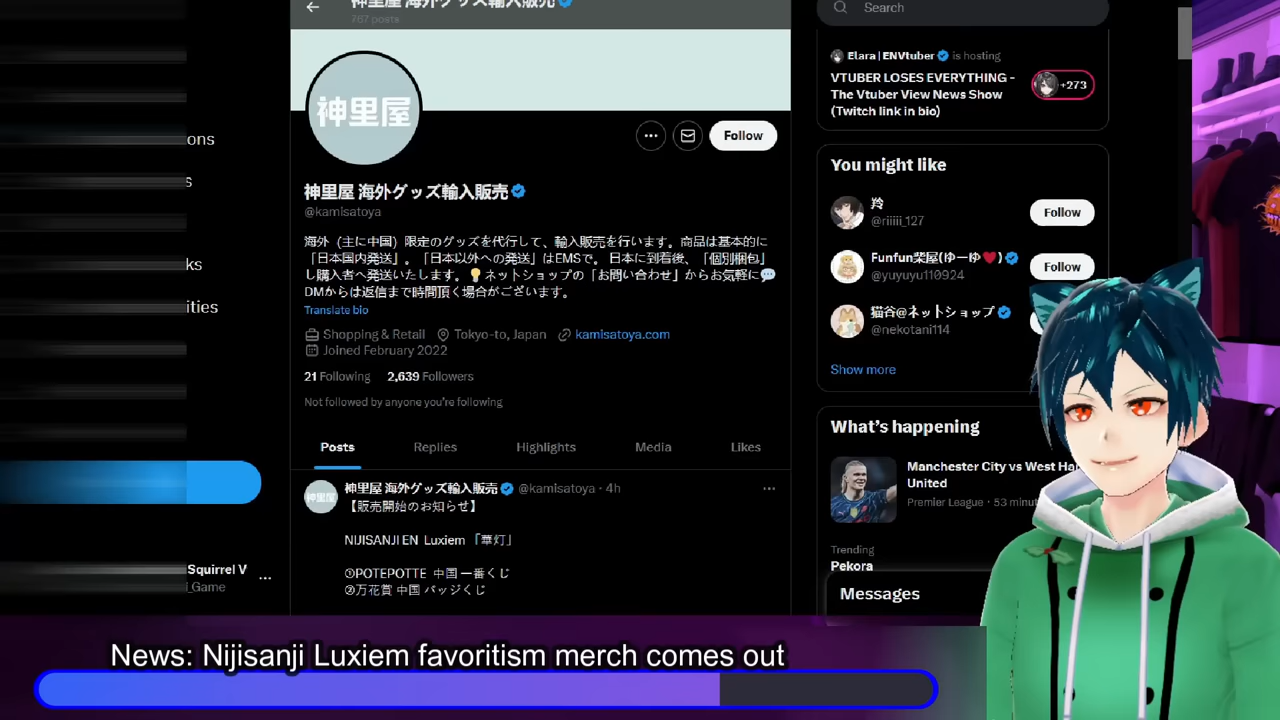 神里屋 海外グッズ輸入販売
767 posts
神里屋
Follow
神里屋 海外グッズ輸入販売
@kamisatoya
海外（主に中国）限定のグッズを代行して、輸入販売を行います。商品は基本的に
「日本国内発送」。「日本以外への発送」はEMSで。 日本に到着後、「個別梱包」
し購入者へ発送いたします。👇ネットショップの「お問い合わせ」からお気軽に💬
DMからは返信まで時間頂く場合がございます。
Translate bio
Shopping & Retail Tokyo-to, Japan kamisatoya.com
Joined February 2022
21 Following 2,639 Followers
Not followed by anyone you're following
Posts Replies Highlights Media Likes
神里屋 海外グッズ輸入販売 @kamisatoya · 4h
【販売開始のお知らせ】
NIJISANJI EN Luxiem 「華灯」
①POTEPOTTE 中国 一番くじ
②万花賞 中国 バッジくじ
ons
s
ks
ities
Squirrel V
i_Game
Search
Elara | ENVtuber is hosting
VTUBER LOSES EVERYTHING -
The Vtuber View News Show
(Twitch link in bio)
+273
You might like
羚
@riiiii_127
Follow
Funfun柴屋(ゆーゆ❤️)
@yuyuyu110924
Follow
猫谷@ネットショップ
@nekotani114
Show more
What's happening
Manchester City vs West Ha
United
Premier League · 53 minut
Trending
Pekora
Messages
News: Nijisanji Luxiem favoritism merch comes out